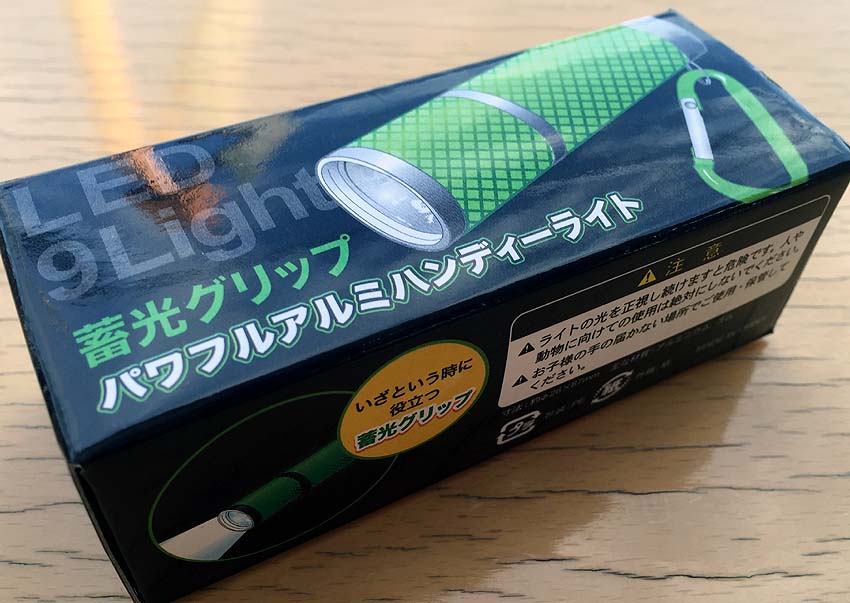 LED
9Light
蓄光グリップ
パワフルアルミハンディーライト
いざという時に
役立つ
蓄光グリップ
注意
ライトの光を正視し続けますと危険です。人や
動物に向けての使用は絶対にしないでください。
お子様の手の届かない場所でご使用・保管して
ください。
プラ
紙